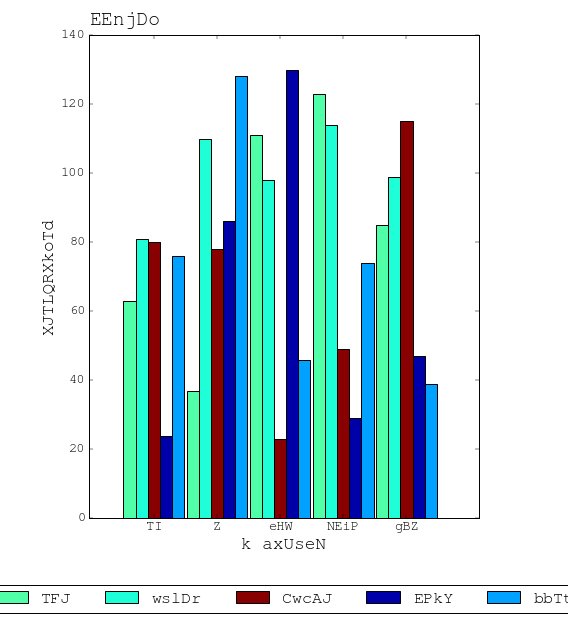 EEnjDo
140
120
100
80
60
40
20
0
XJTLQRXkoTd
TI Z eHW NEiP gBZ
k axUseN
TFJ wslDr CwcAJ EPkY